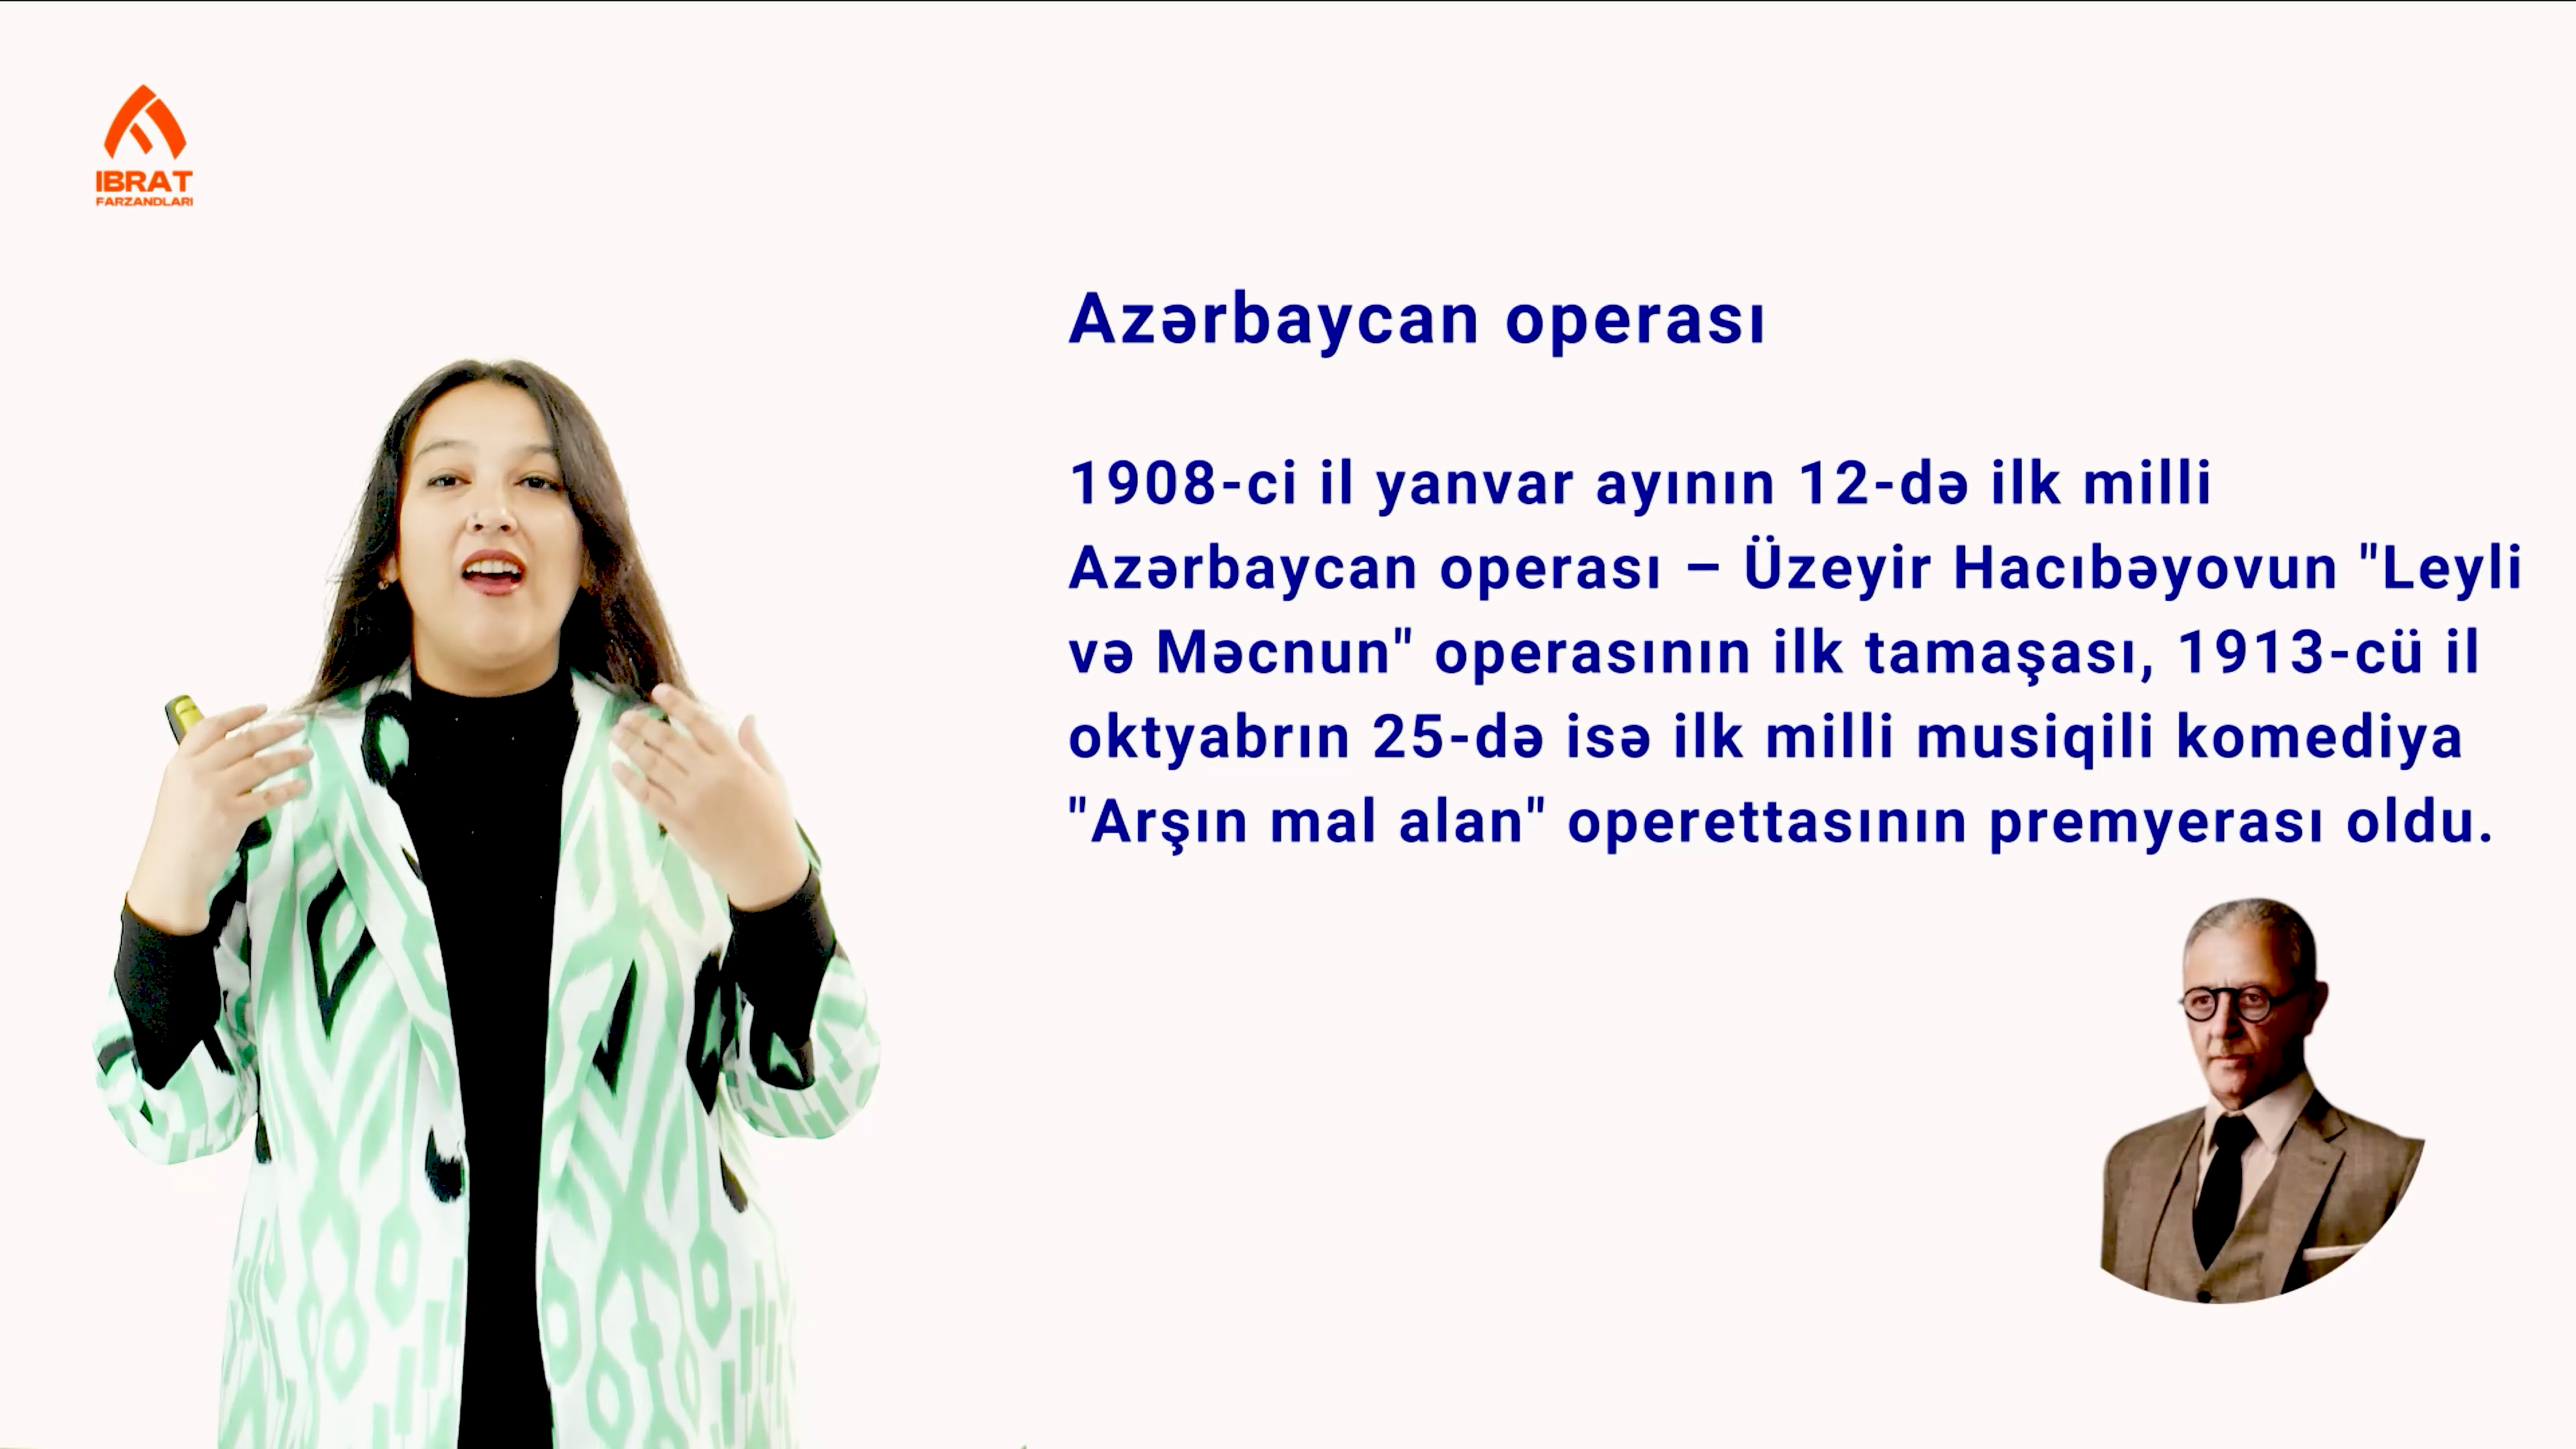 IBRAT
FARZANDLARI
Azərbaycan operası
1908-ci il yanvar ayının 12-də ilk milli
Azərbaycan operası – Üzeyir Hacıbəyovun "Leyli
və Məcnun" operasının ilk tamaşası, 1913-cü il
oktyabrın 25-də isə ilk milli musiqili komediya
"Arşın mal alan" operettasının premyerası oldu.